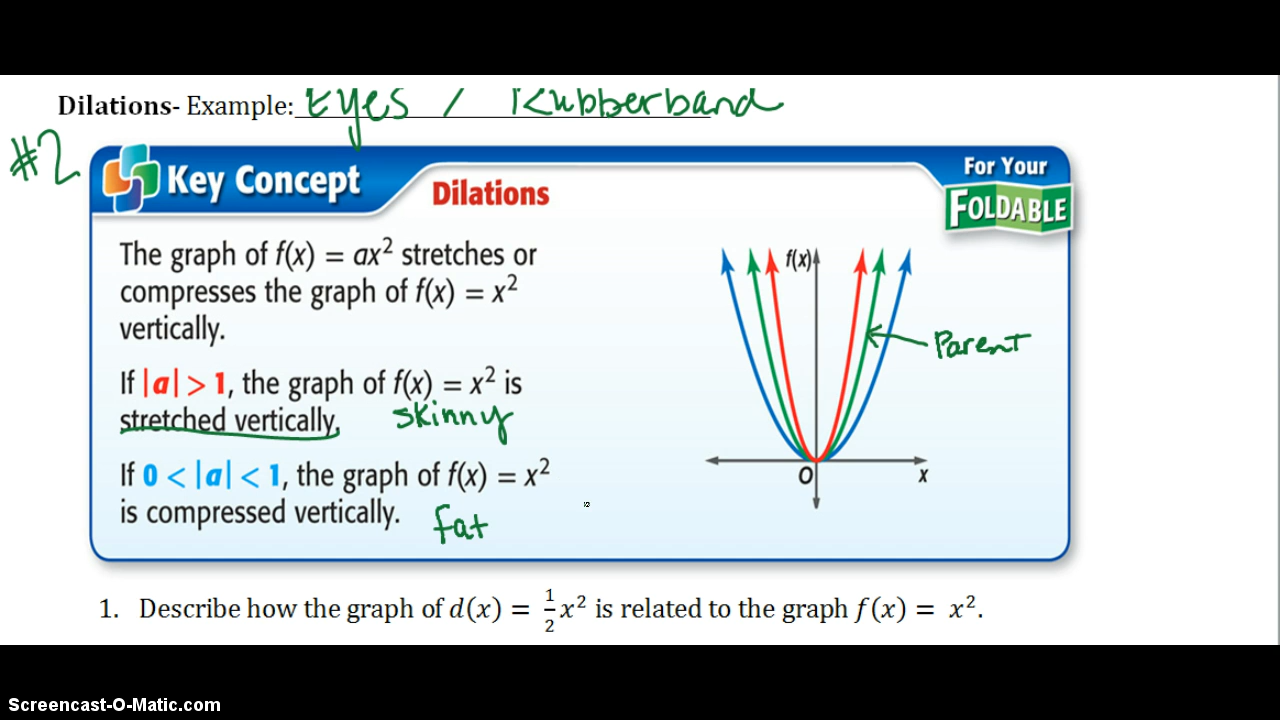 Dilations- Example: Eyes / Rubberband
#2
Key Concept Dilations For Your FOLDABLE
The graph of f(x) = ax² stretches or
compresses the graph of f(x) = x²
vertically.
If |a| > 1, the graph of f(x) = x² is
stretched vertically. skinny
If 0 < |a| < 1, the graph of f(x) = x²
is compressed vertically. fat
f(x)
Parent
O x
1. Describe how the graph of d(x) = ½x² is related to the graph f(x) = x².
Screencast-O-Matic.com